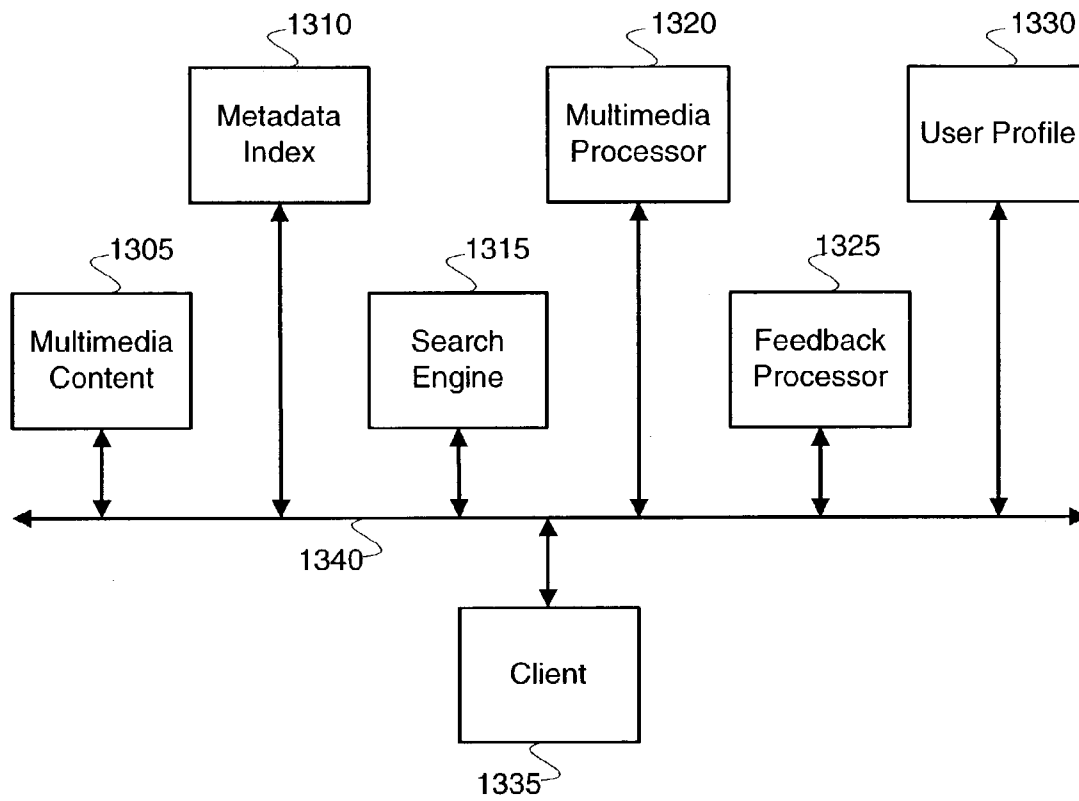 1310
1320
1330
Metadata
Index
Multimedia
Processor
User Profile
1305
1315
1325
Multimedia
Content
Search
Engine
Feedback
Processor
1340
Client
1335